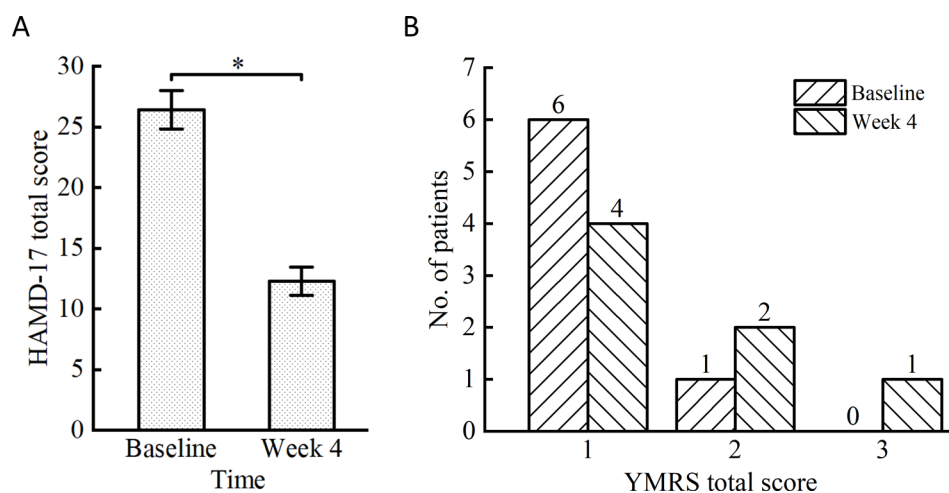 A
30
25
20
15
10
5
0
HAMD-17 total score
*
Baseline Week 4
Time
B
7
6
5
4
3
2
1
0
No. of patients
Baseline
Week 4
6
4
1
2
0
1
1 2 3
YMRS total score